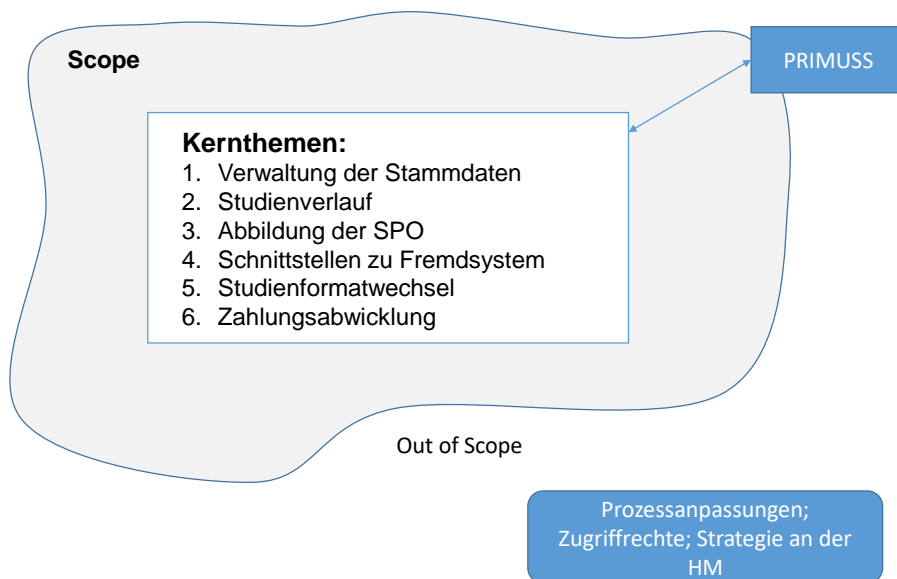 Scope
PRIMUSS
Kernthemen:
1. Verwaltung der Stammdaten
2. Studienverlauf
3. Abbildung der SPO
4. Schnittstellen zu Fremdsystem
5. Studienformatwechsel
6. Zahlungsabwicklung
Out of Scope
Prozessanpassungen;
Zugriffrechte; Strategie an der
HM